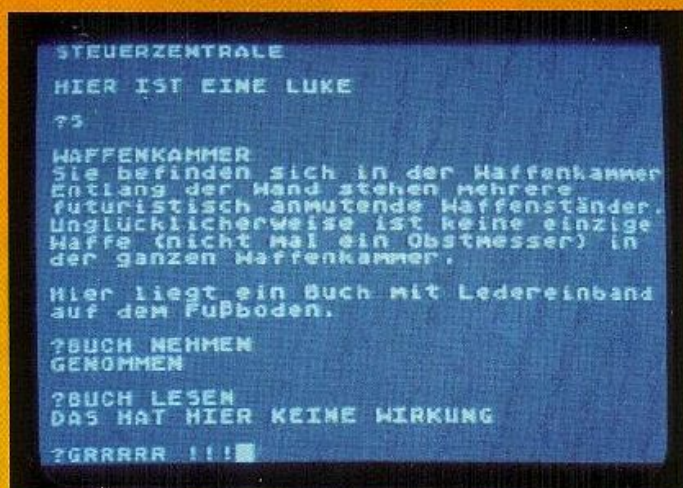 STEUERZENTRALE
HIER IST EINE LUKE
?S
WAFFENKAMMER
Sie befinden sich in der Waffenkammer
Entlang der Wand stehen mehrere
futuristisch anmutende Waffenständer.
Unglücklicherweise ist keine einzige
Waffe (nicht mal ein Obstmesser) in
der ganzen Waffenkammer.
Hier liegt ein Buch mit Ledereinband
auf dem Fußboden.
?BUCH NEHMEN
GENOMMEN
?BUCH LESEN
DAS HAT HIER KEINE WIRKUNG
?GRRRRR !!!